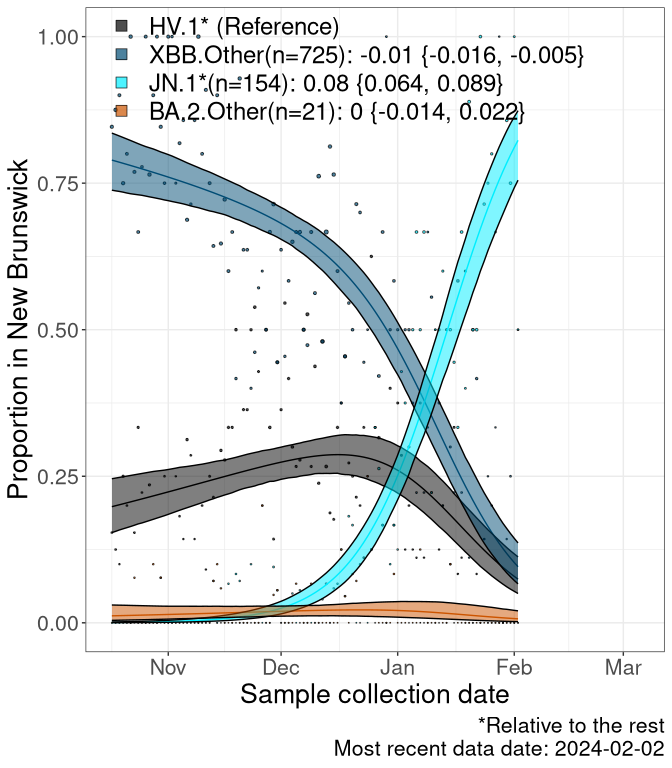 HV.1* (Reference)
XBB.Other(n=725): -0.01 {-0.016, -0.005}
JN.1*(n=154): 0.08 {0.064, 0.089}
BA.2.Other(n=21): 0 {-0.014, 0.022}
1.00
0.75
0.50
0.25
0.00
Proportion in New Brunswick
Nov Dec Jan Feb Mar
Sample collection date
*Relative to the rest
Most recent data date: 2024-02-02